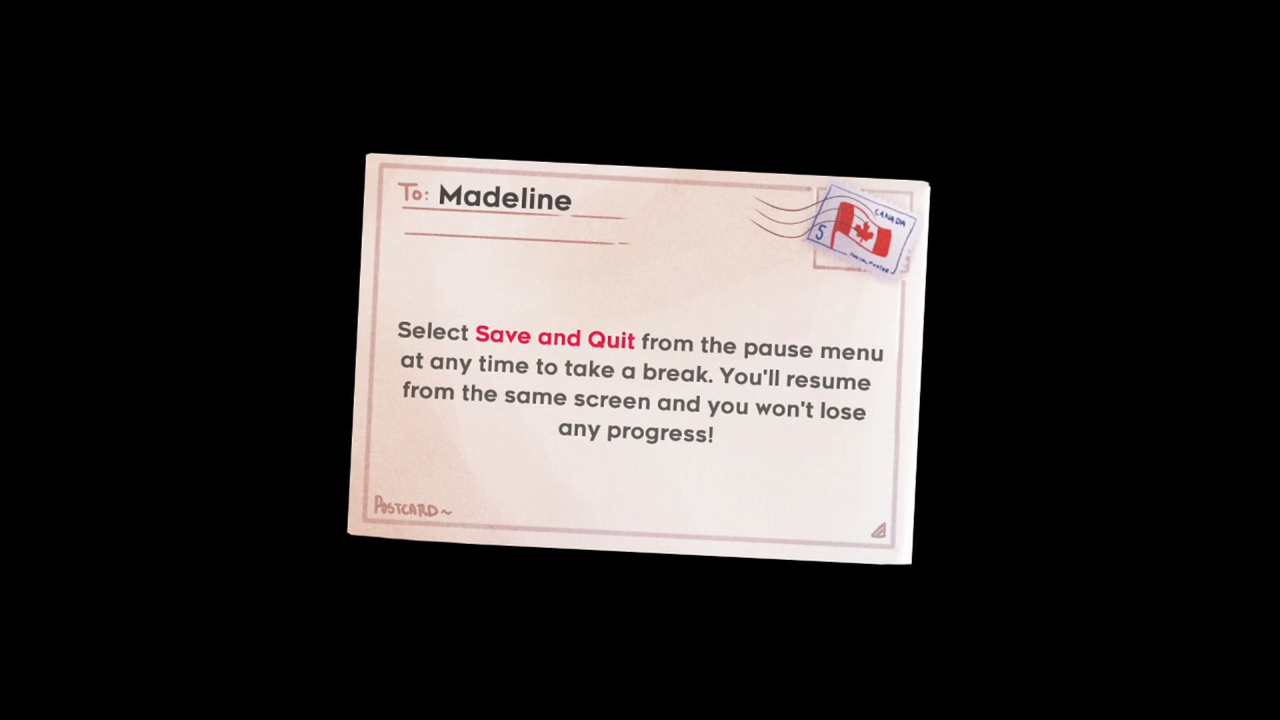 To: Madeline
CANADA
5
Select Save and Quit from the pause menu
at any time to take a break. You'll resume
from the same screen and you won't lose
any progress!
POSTCARD~